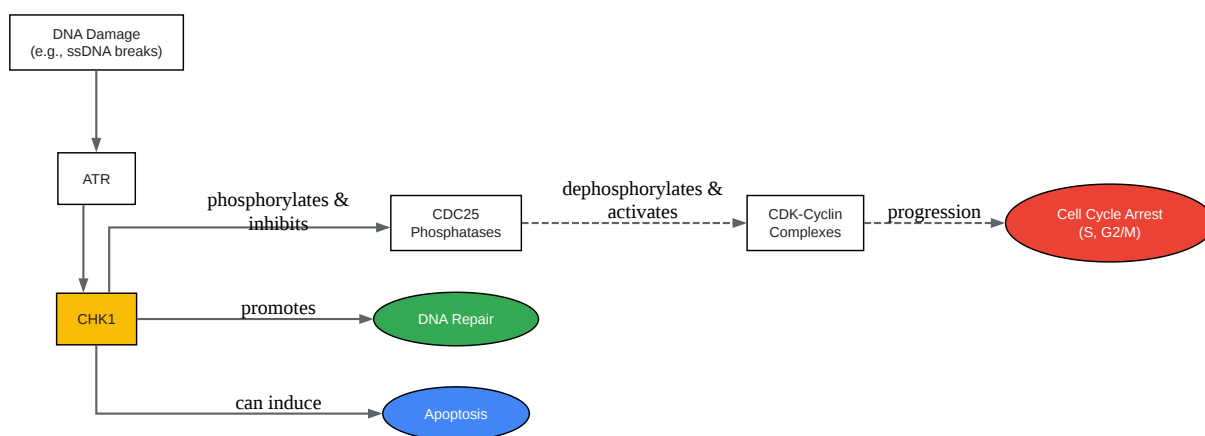 DNA Damage
(e.g., ssDNA breaks)
ATR
phosphorylates &
inhibits
CDC25
Phosphatases
dephosphorylates &
activates
CDK-Cyclin
Complexes
progression
Cell Cycle Arrest
(S, G2/M)
CHK1
promotes
DNA Repair
can induce
Apoptosis